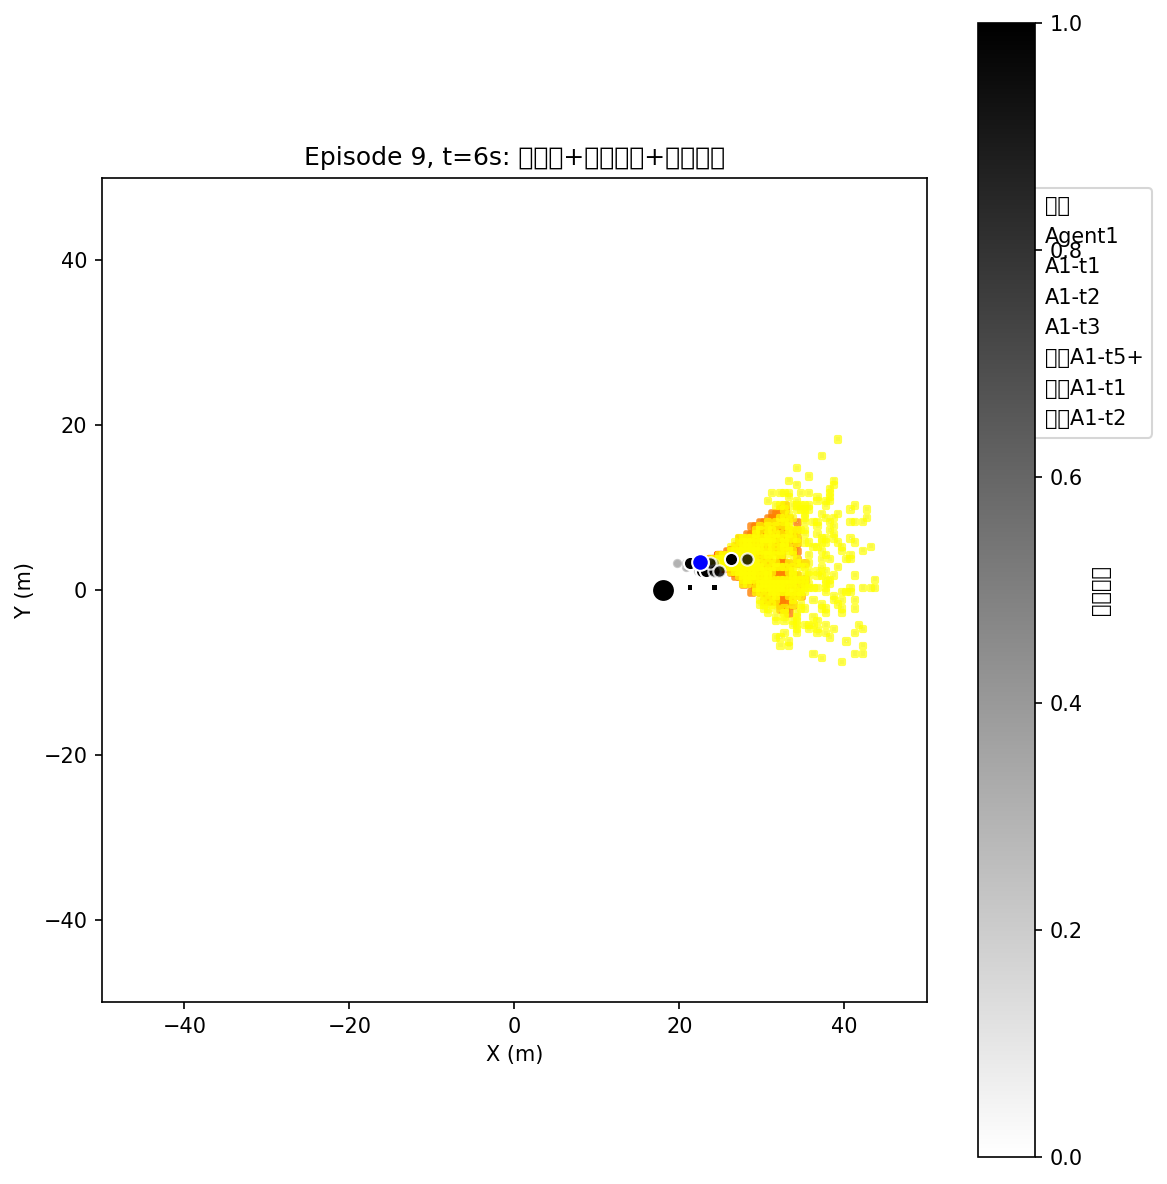 Episode 9, t=6s: □□□+□□□□+□□□□
1.0
0.8
0.6
0.4
0.2
0.0
□□□□
□□
Agent1
A1-t1
A1-t2
A1-t3
□□A1-t5+
□□A1-t1
□□A1-t2
40
20
0
−20
−40
Y (m)
−40
−20
0
20
40
X (m)